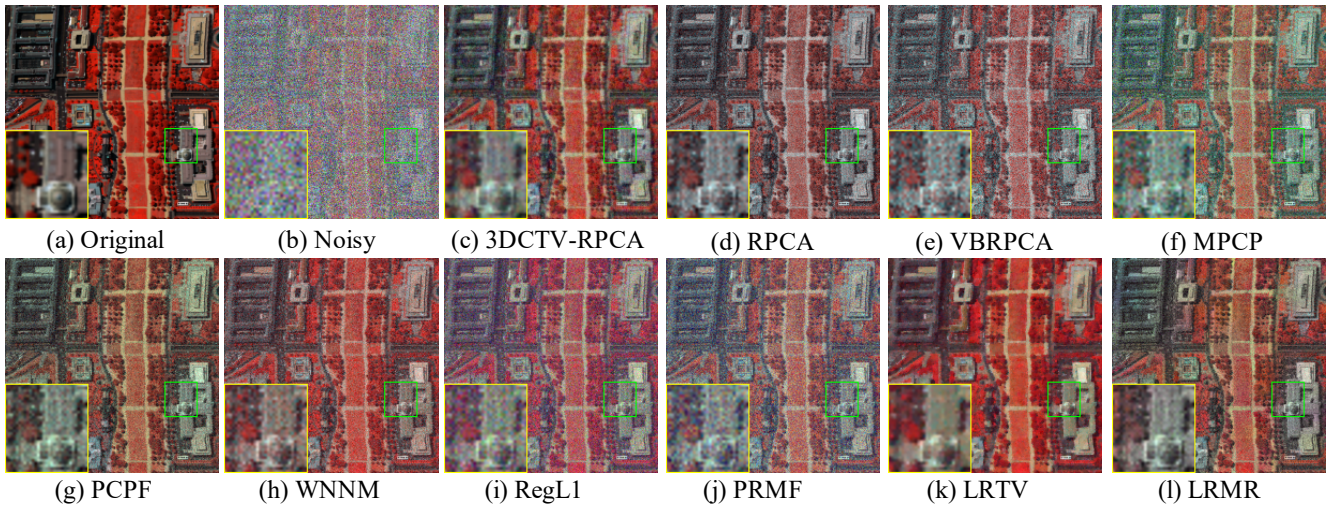 (a) Original (b) Noisy (c) 3DCTV-RPCA (d) RPCA (e) VBRPCA (f) MPCP
(g) PCPF (h) WNNM (i) RegL1 (j) PRMF (k) LRTV (l) LRMR